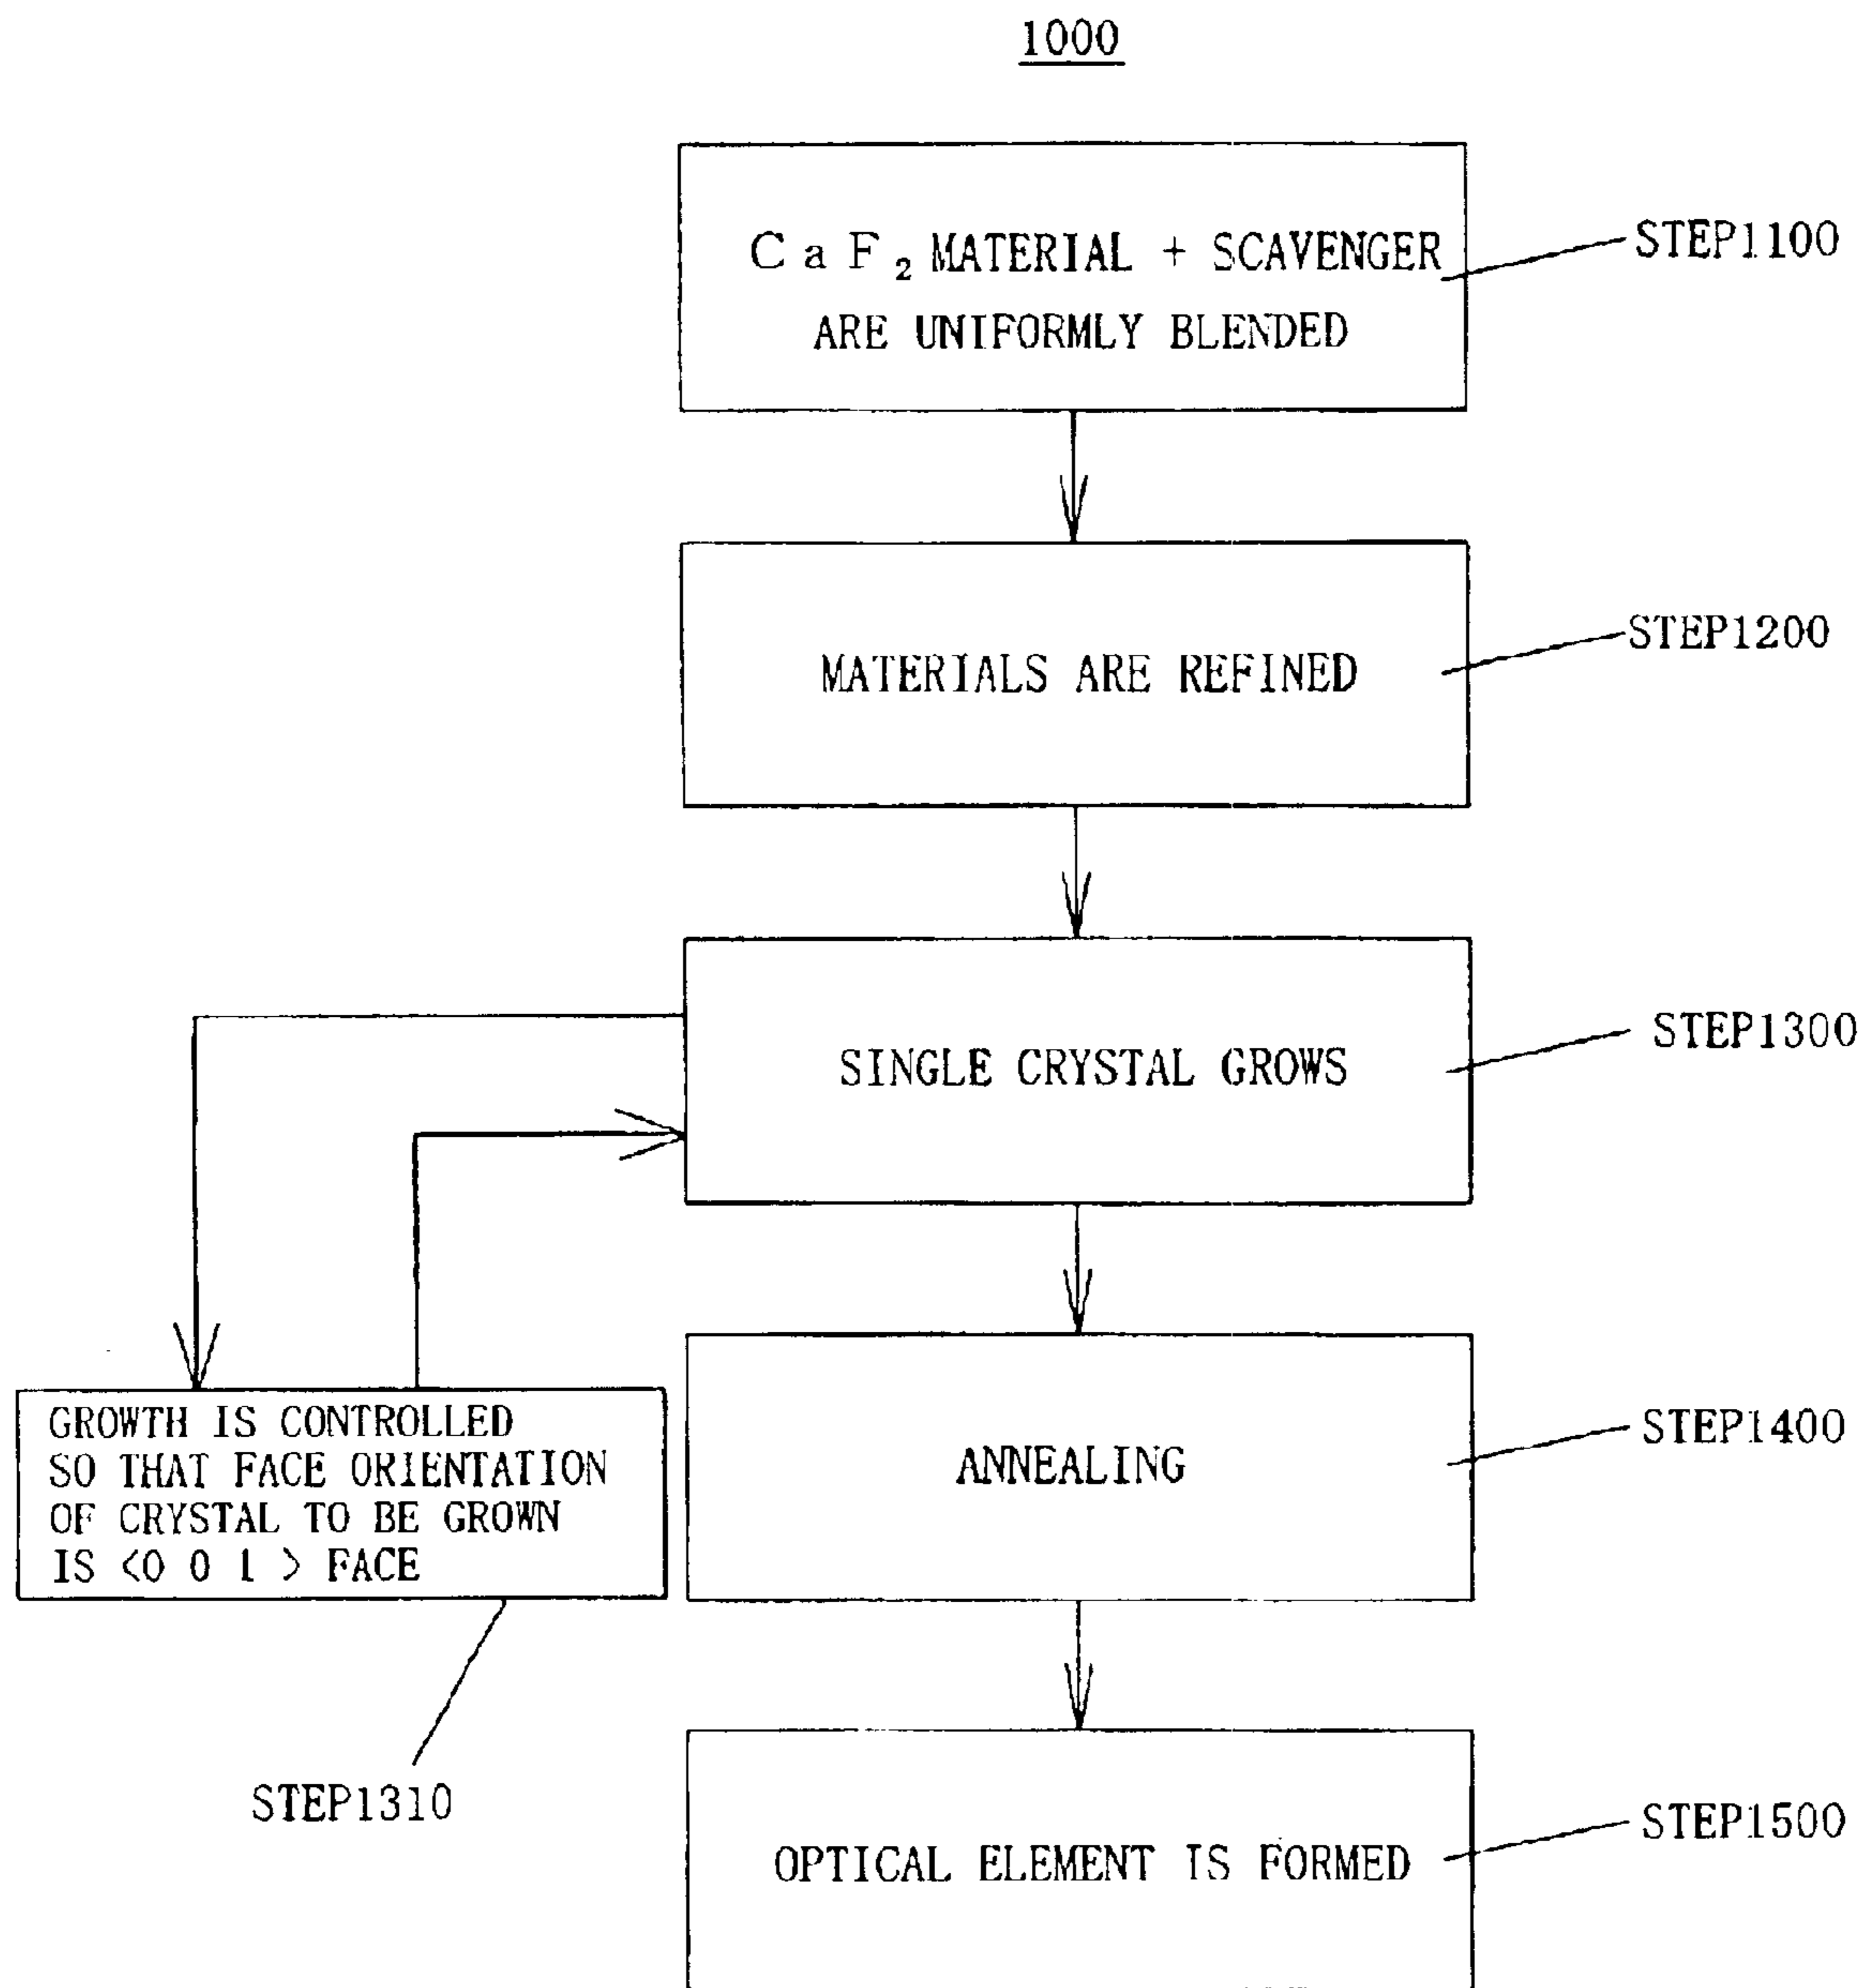 1000
CaF₂ MATERIAL + SCAVENGER
ARE UNIFORMLY BLENDED
STEP1100
MATERIALS ARE REFINED
STEP1200
SINGLE CRYSTAL GROWS
STEP1300
GROWTH IS CONTROLLED
SO THAT FACE ORIENTATION
OF CRYSTAL TO BE GROWN
IS <0 0 1 > FACE
STEP1310
ANNEALING
STEP1400
OPTICAL ELEMENT IS FORMED
STEP1500